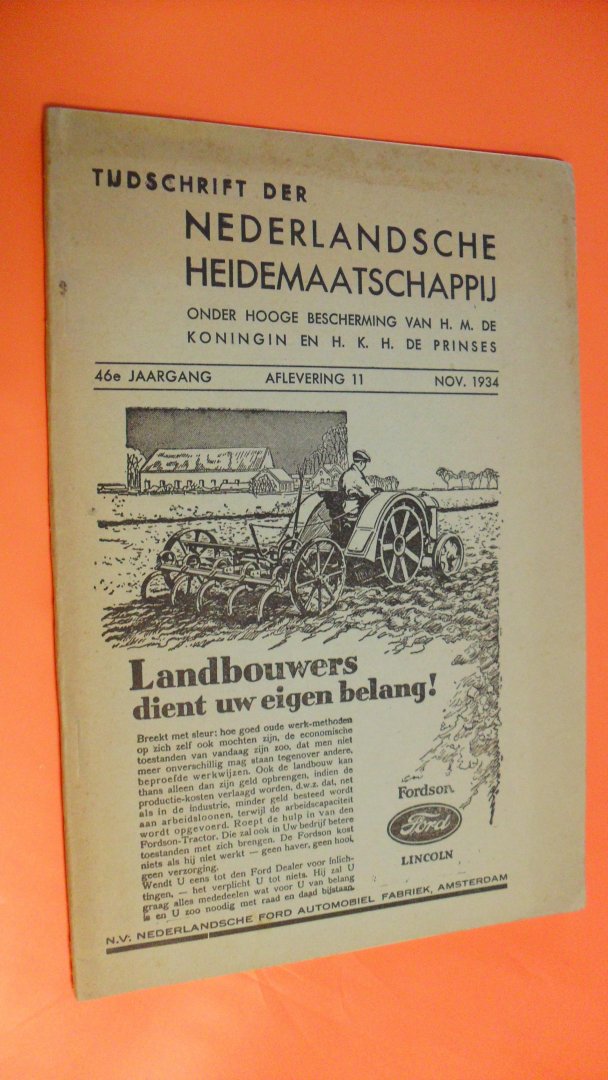 TIJDSCHRIFT DER
NEDERLANDSCHE
HEIDEMAATSCHAPPIJ
ONDER HOOGE BESCHERMING VAN H. M. DE
KONINGIN EN H. K. H. DE PRINSES
46e JAARGANG AFLEVERING 11 NOV. 1934
Landbouwers
dient uw eigen belang!
Breekt met sleur: hoe goed oude werk-methoden
op zich zelf ook mochten zijn, de economische
toestanden van vandaag zijn zoo, dat men niet
meer onverschillig mag staan tegenover andere,
beproefde werkwijzen. Ook de landbouw kan
thans alleen dan zijn geld opbrengen, indien de
productie-kosten verlaagd worden, d.w.z. dat, net
als in de industrie, minder geld besteed wordt
aan arbeidsloonen, terwijl de arbeidscapaciteit
wordt opgevoerd. Roept de hulp in van den
Fordson-Tractor. Die zal ook in Uw bedrijf betere
toestanden met zich brengen. De Fordson kost
niets als hij niet werkt — geen haver, geen hooi,
geen verzorging.
Wendt U eens tot den Ford Dealer voor inlich-
tingen, — het verplicht U tot niets. Hij zal U
graag alles mededeelen wat voor U van belang
is en U zoo noodig met raad en daad bijstaan.
Fordson
Ford
LINCOLN
N.V. NEDERLANDSCHE FORD AUTOMOBIEL FABRIEK, AMSTERDAM